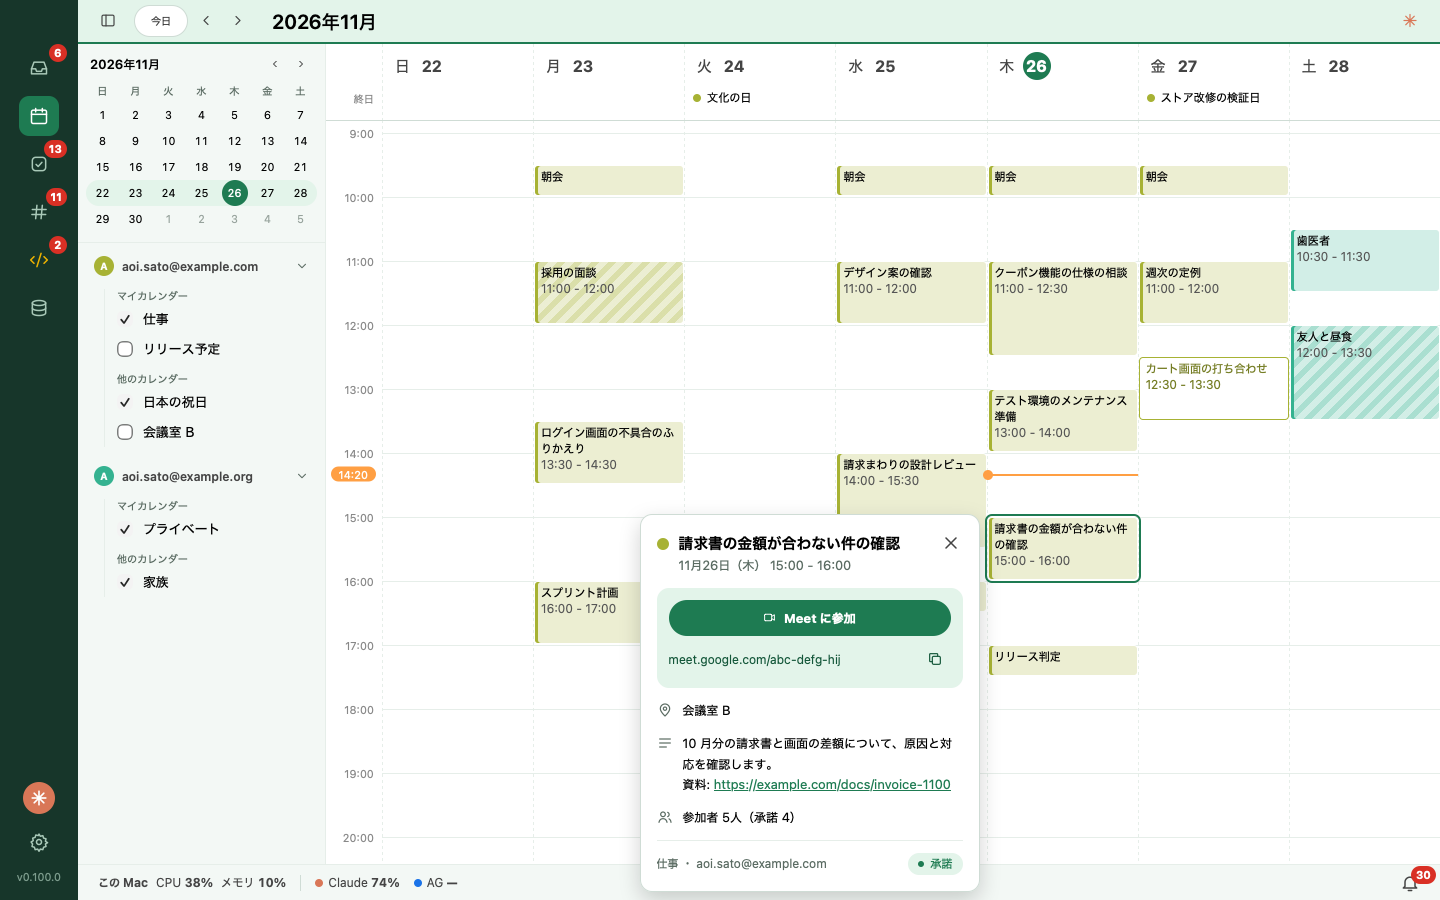 今日
2026年11月
6
13
11
2
v0.100.0
2026年11月
日 月 火 水 木 金 土
1 2 3 4 5 6 7
8 9 10 11 12 13 14
15 16 17 18 19 20 21
22 23 24 25 26 27 28
29 30 1 2 3 4 5
A aoi.sato@example.com
マイカレンダー
仕事
リリース予定
他のカレンダー
日本の祝日
会議室 B
A aoi.sato@example.org
マイカレンダー
プライベート
他のカレンダー
家族
日 22
月 23
火 24
水 25
木 26
金 27
土 28
終日
文化の日
ストア改修の検証日
9:00
10:00
11:00
12:00
13:00
14:00
14:20
15:00
16:00
17:00
18:00
19:00
20:00
朝会
採用の面談
11:00 - 12:00
ログイン画面の不具合のふ
りかえり
13:30 - 14:30
スプリント計画
16:00 - 17:00
朝会
デザイン案の確認
11:00 - 12:00
請求まわりの設計レビュー
14:00 - 15:30
朝会
クーポン機能の仕様の相談
11:00 - 12:30
テスト環境のメンテナンス
準備
13:00 - 14:00
請求書の金額が合わない件
の確認
15:00 - 16:00
リリース判定
朝会
週次の定例
11:00 - 12:00
カート画面の打ち合わせ
12:30 - 13:30
歯医者
10:30 - 11:30
友人と昼食
12:00 - 13:30
請求書の金額が合わない件の確認
11月26日（木） 15:00 - 16:00
Meet に参加
meet.google.com/abc-defg-hij
会議室 B
10 月分の請求書と画面の差額について、原因と対
応を確認します。
資料: https://example.com/docs/invoice-1100
参加者 5人（承諾 4）
仕事 ・ aoi.sato@example.com
承諾
この Mac CPU 38% メモリ 10%
Claude 74%
AG —
30